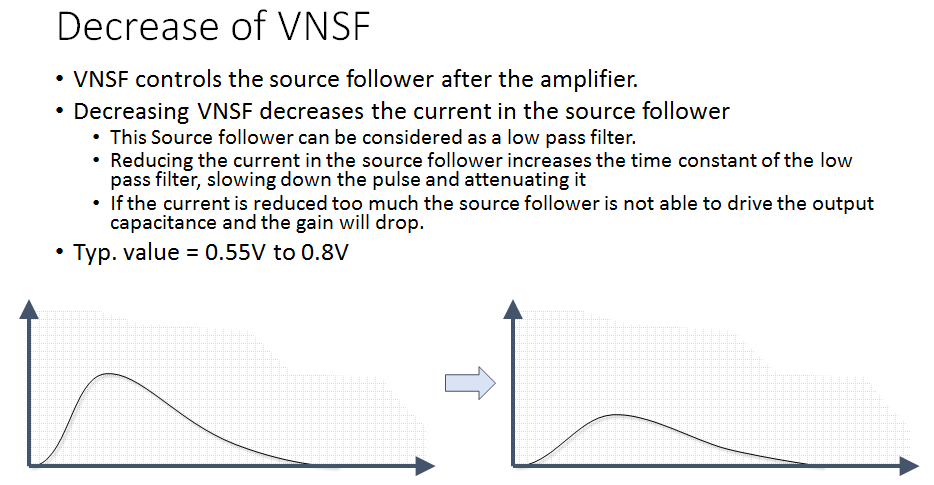 Decrease of VNSF
• VNSF controls the source follower after the amplifier.
• Decreasing VNSF decreases the current in the source follower
• This Source follower can be considered as a low pass filter.
• Reducing the current in the source follower increases the time constant of the low
pass filter, slowing down the pulse and attenuating it
• If the current is reduced too much the source follower is not able to drive the output
capacitance and the gain will drop.
• Typ. value = 0.55V to 0.8V